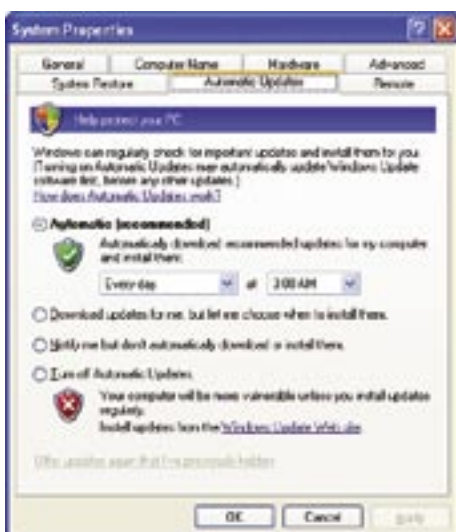 System Properties
General Computer Name Hardware Advanced
System Restore Automatic Updates Remote
Help protect your PC
Windows can regularly check for important updates and install them for you.
(Turning on Automatic Updates may automatically update Windows Update
software first, before any other updates.)
How does Automatic Updates work?
Automatic (recommended)
Automatically download recommended updates for my computer
and install them:
Every day at 3:00 AM
Download updates for me, but let me choose when to install them.
Notify me but don't automatically download or install them.
Turn off Automatic Updates.
Your computer will be more vulnerable unless you install updates
regularly.
Install updates from the Windows Update Web site.
Offer updates again that I've previously hidden
OK Cancel Apply